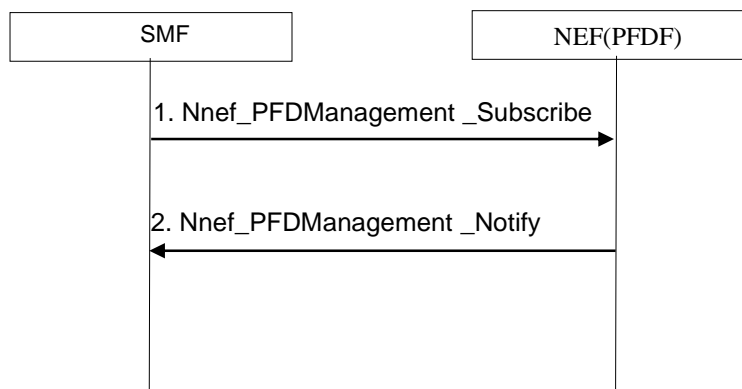 SMF
NEF(PFDF)
1. Nnef_PFDManagement _Subscribe
2. Nnef_PFDManagement _Notify